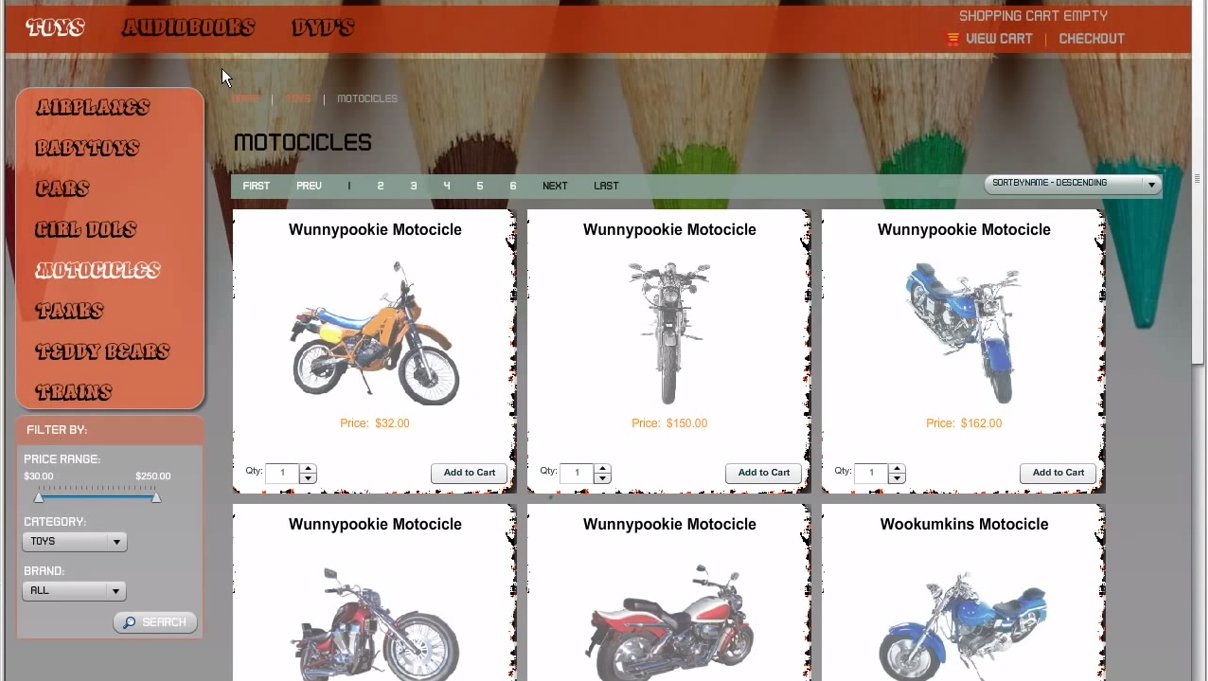 TOYS AUDIOBOOKS DVD'S
SHOPPING CART EMPTY
VIEW CART | CHECKOUT
HOME | TOYS | MOTOCICLES
MOTOCICLES
FIRST PREV 1 2 3 4 5 6 NEXT LAST
SORTBYNAME - DESCENDING
AIRPLANES
BABYTOYS
CARS
GIRL DOLS
MOTOCICLES
TANKS
TEDDY BEARS
TRAINS
FILTER BY:
PRICE RANGE:
$30.00 $250.00
CATEGORY:
TOYS
BRAND:
ALL
SEARCH
Wunnypookie Motocicle
Price: $32.00
Qty: 1 Add to Cart
Wunnypookie Motocicle
Price: $150.00
Qty: 1 Add to Cart
Wunnypookie Motocicle
Price: $162.00
Qty: 1 Add to Cart
Wunnypookie Motocicle
Wunnypookie Motocicle
Wookumkins Motocicle